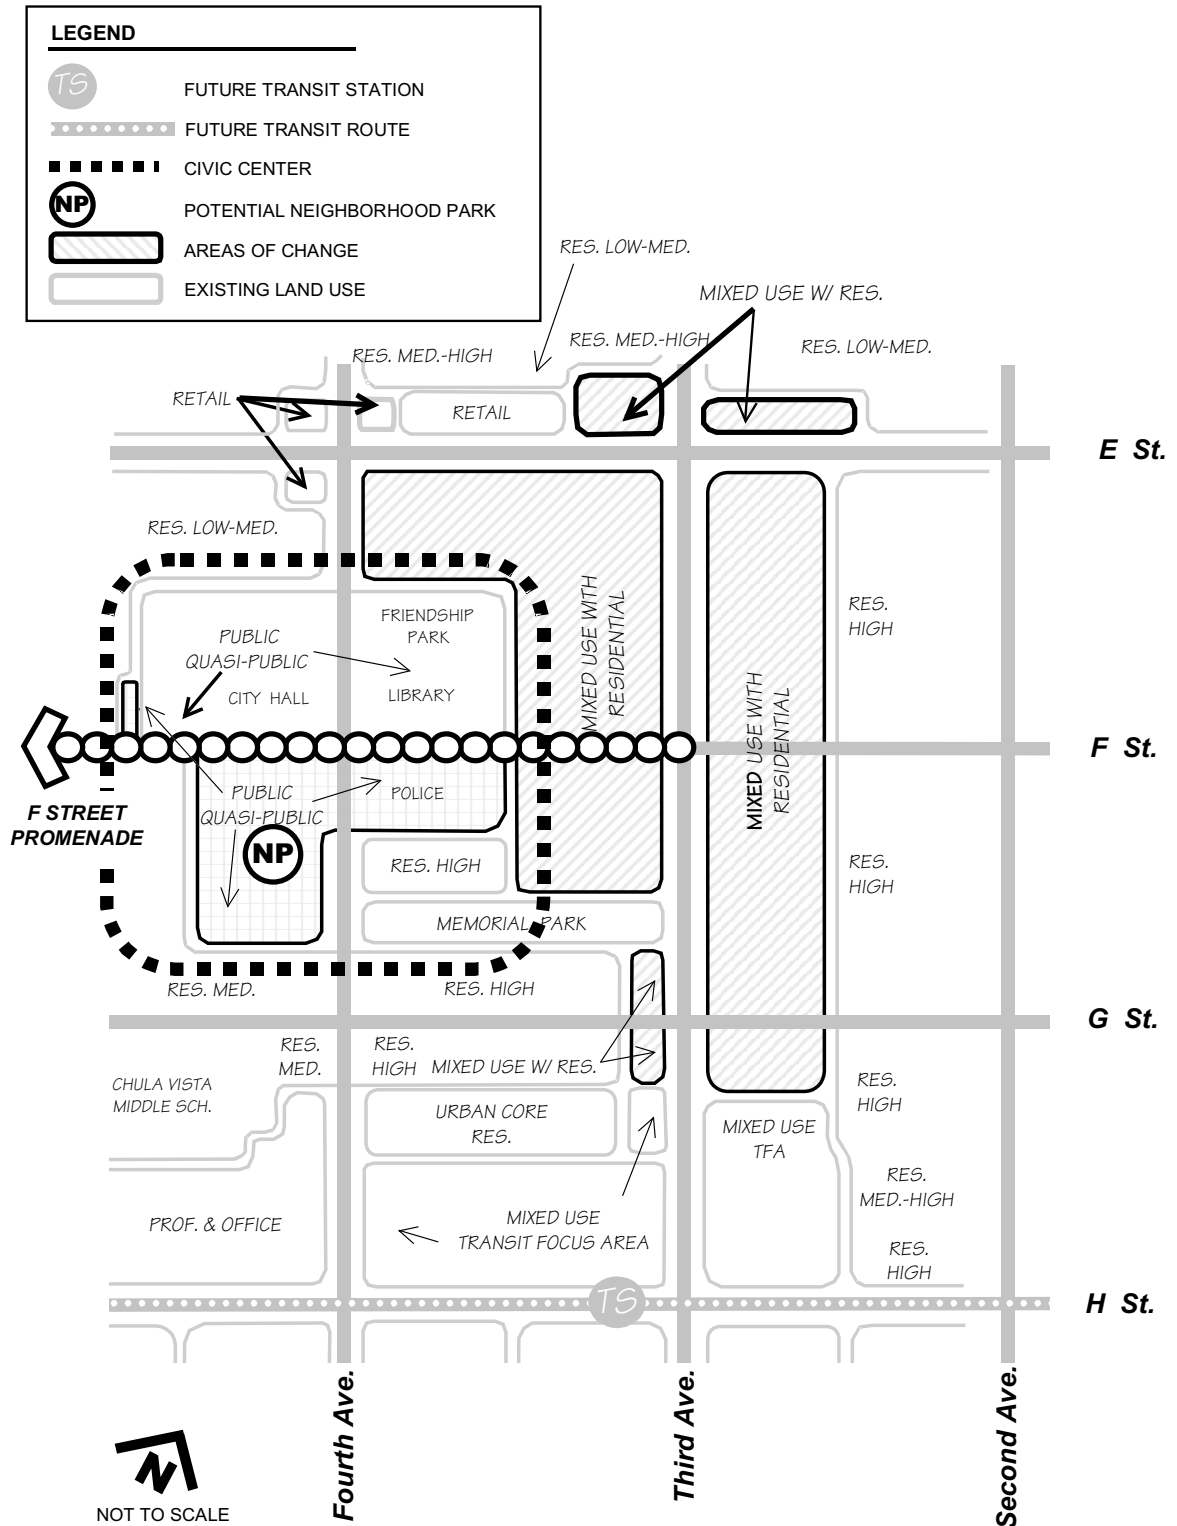 LEGEND
TS
FUTURE TRANSIT STATION
FUTURE TRANSIT ROUTE
CIVIC CENTER
NP
POTENTIAL NEIGHBORHOOD PARK
AREAS OF CHANGE
EXISTING LAND USE
RES. LOW-MED.
MIXED USE W/ RES.
RES. MED.-HIGH
RES. MED.-HIGH
RES. LOW-MED.
RETAIL
RETAIL
E St.
RES. LOW-MED.
MIXED USE WITH
RESIDENTIAL
RES.
HIGH
FRIENDSHIP
PARK
PUBLIC
QUASI-PUBLIC
CITY HALL
LIBRARY
MIXED USE WITH
RESIDENTIAL
F St.
F STREET
PROMENADE
PUBLIC
QUASI-PUBLIC
POLICE
NP
RES. HIGH
RES.
HIGH
MEMORIAL PARK
RES. MED.
RES. HIGH
G St.
RES.
MED.
RES.
HIGH
MIXED USE W/ RES.
CHULA VISTA
MIDDLE SCH.
URBAN CORE
RES.
MIXED USE
TFA
RES.
HIGH
RES.
MED.-HIGH
PROF. & OFFICE
MIXED USE
TRANSIT FOCUS AREA
RES.
HIGH
TS
H St.
Fourth Ave.
Third Ave.
Second Ave.
N
NOT TO SCALE